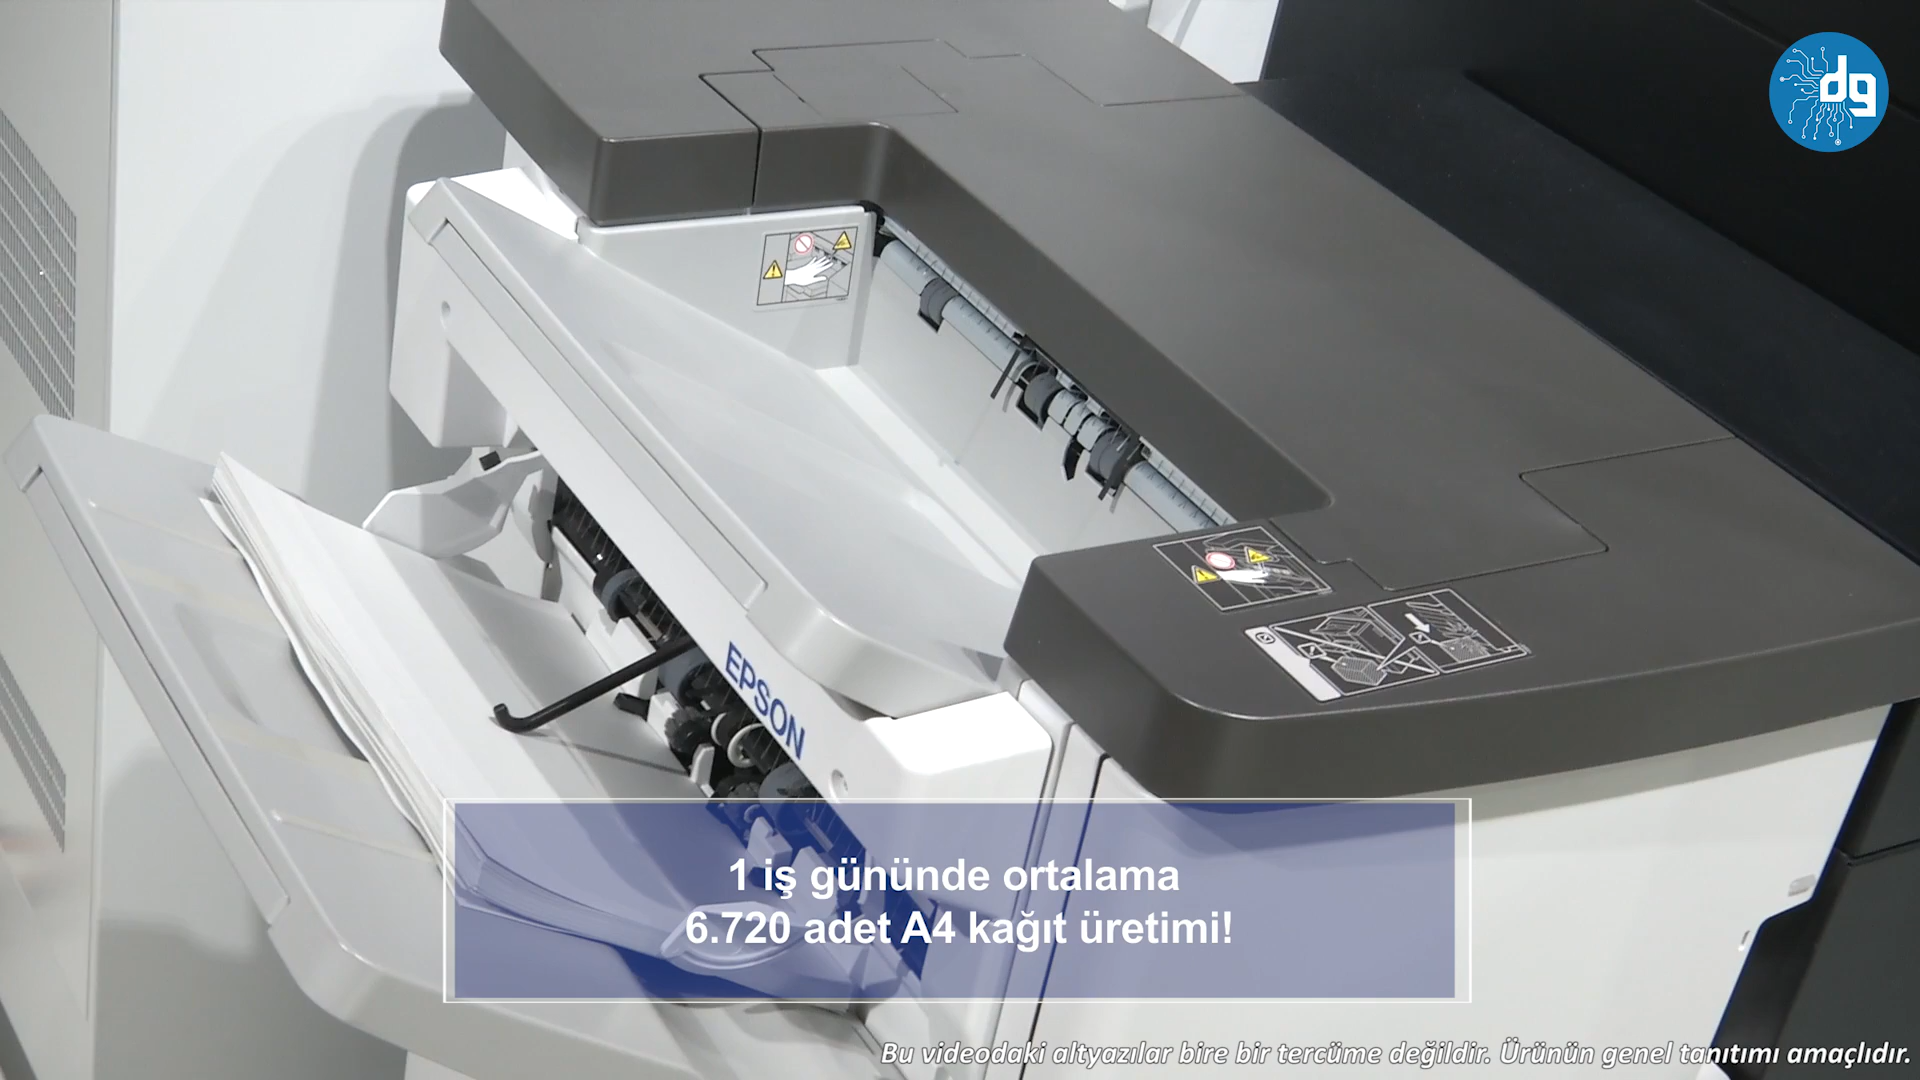 dg
EPSON
1 iş gününde ortalama
6.720 adet A4 kağıt üretimi!
Bu videodaki altyazılar bire bir tercüme değildir. Ürünün genel tanıtımı amaçlıdır.